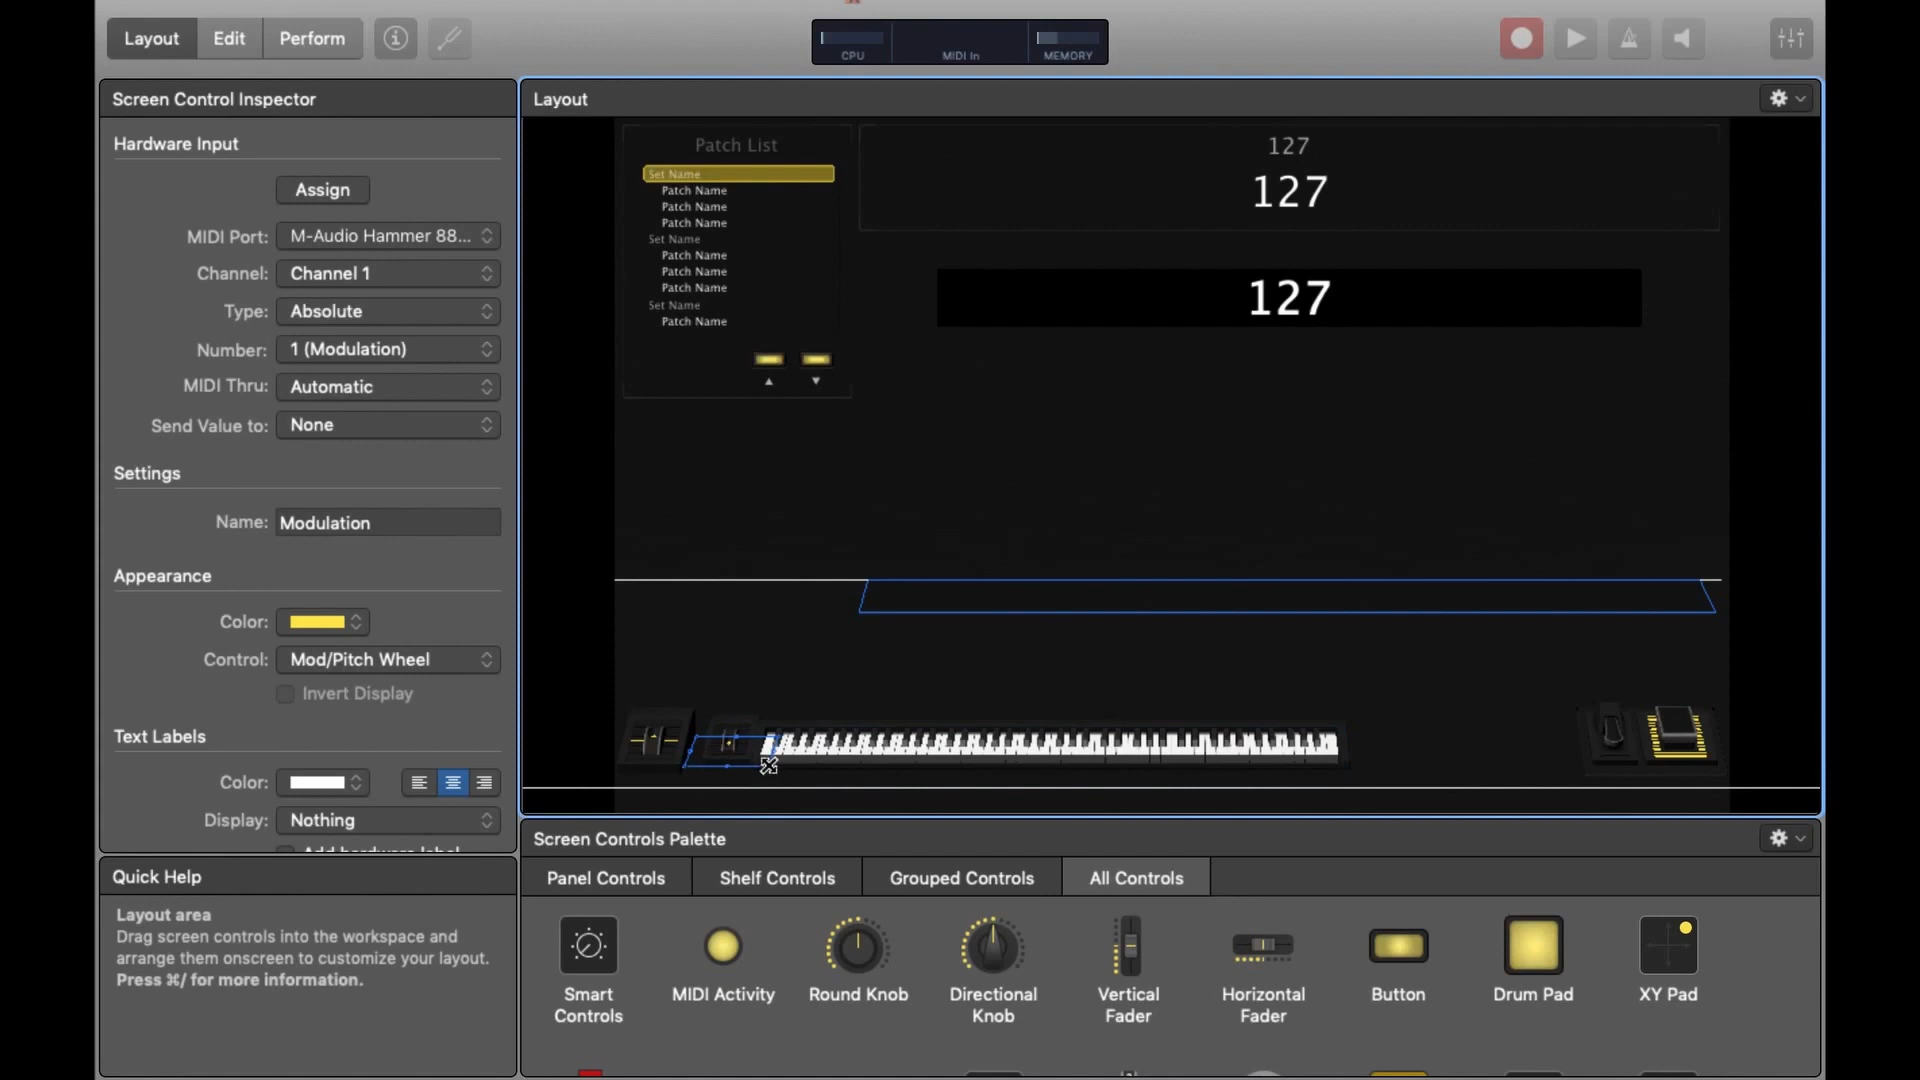 Layout
Edit
Perform
CPU
MIDI In
MEMORY
Screen Control Inspector
Hardware Input
Assign
MIDI Port: M-Audio Hammer 88...
Channel: Channel 1
Type: Absolute
Number: 1 (Modulation)
MIDI Thru: Automatic
Send Value to: None
Settings
Name: Modulation
Appearance
Color:
Control: Mod/Pitch Wheel
Invert Display
Text Labels
Color:
Display: Nothing
Quick Help
Layout area
Drag screen controls into the workspace and
arrange them onscreen to customize your layout.
Press ⌘/ for more information.
Layout
Patch List
Set Name
Patch Name
Patch Name
Patch Name
Set Name
Patch Name
Patch Name
Patch Name
Set Name
Patch Name
127
127
127
Screen Controls Palette
Panel Controls
Shelf Controls
Grouped Controls
All Controls
Smart
Controls
MIDI Activity
Round Knob
Directional
Knob
Vertical
Fader
Horizontal
Fader
Button
Drum Pad
XY Pad